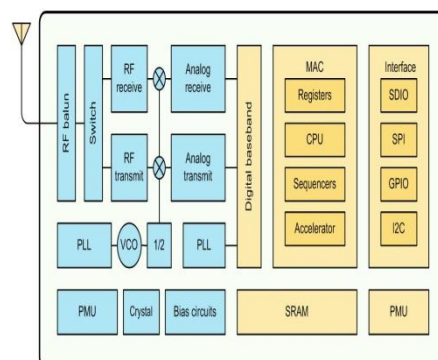 MAC
Interface
RF balun
Switch
RF
receive
Analog
receive
RF
transmit
Analog
transmit
Digital baseband
Registers
CPU
Sequencers
Accelerator
SDIO
SPI
GPIO
I2C
PLL
VCO
1/2
PLL
PMU
Crystal
Bias circuits
SRAM
PMU